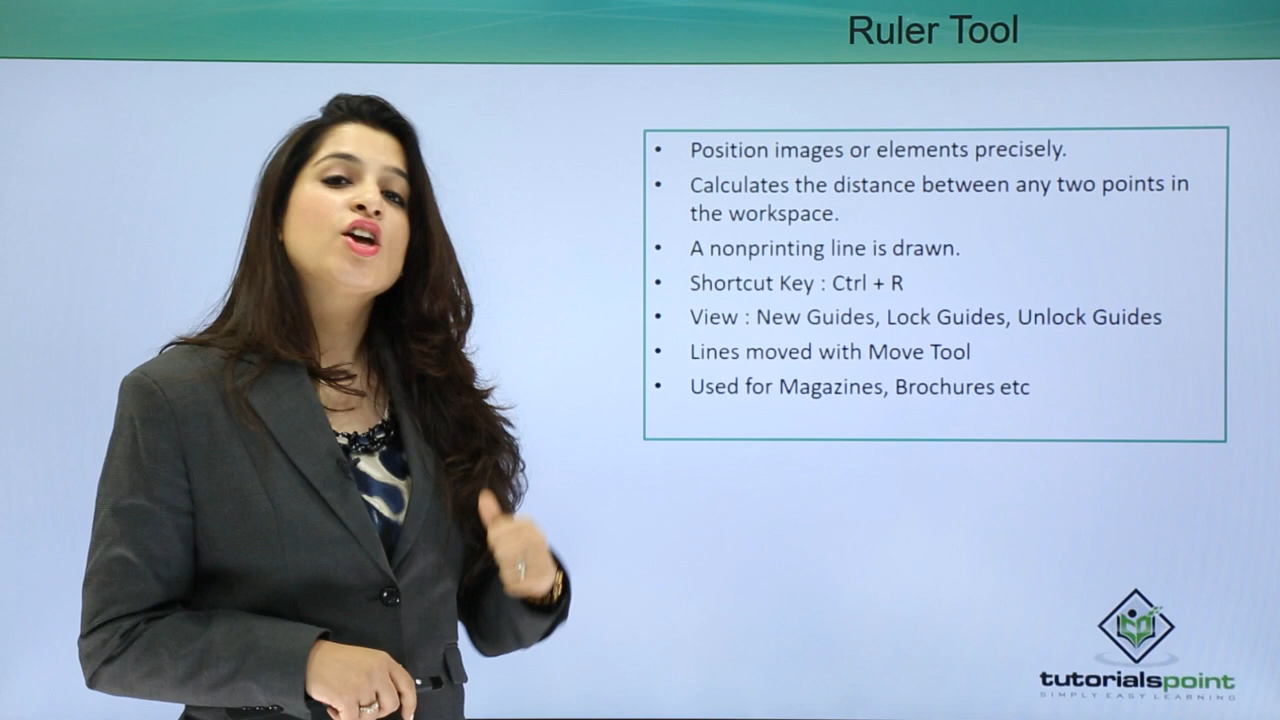 Ruler Tool
• Position images or elements precisely.
• Calculates the distance between any two points in
the workspace.
• A nonprinting line is drawn.
• Shortcut Key : Ctrl + R
• View : New Guides, Lock Guides, Unlock Guides
• Lines moved with Move Tool
• Used for Magazines, Brochures etc
tutorialspoint
SIMPLY EASY LEARNING